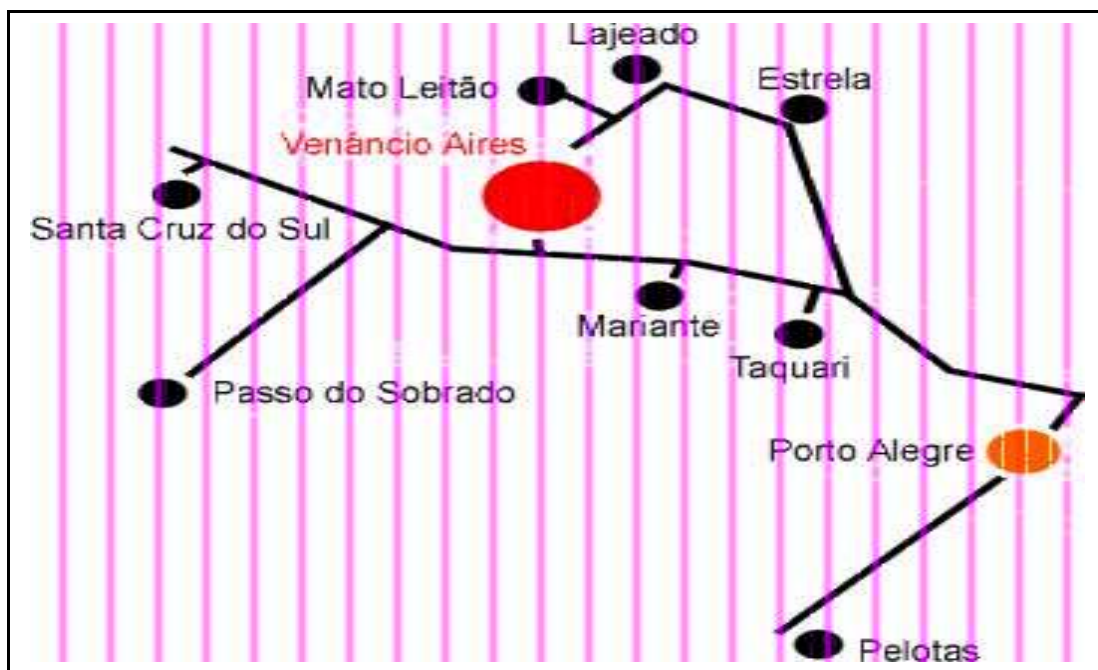 Lajeado
Estrela
Mato Leitão
Venâncio Aires
Santa Cruz do Sul
Mariante
Taquari
Passo do Sobrado
Porto Alegre
Pelotas